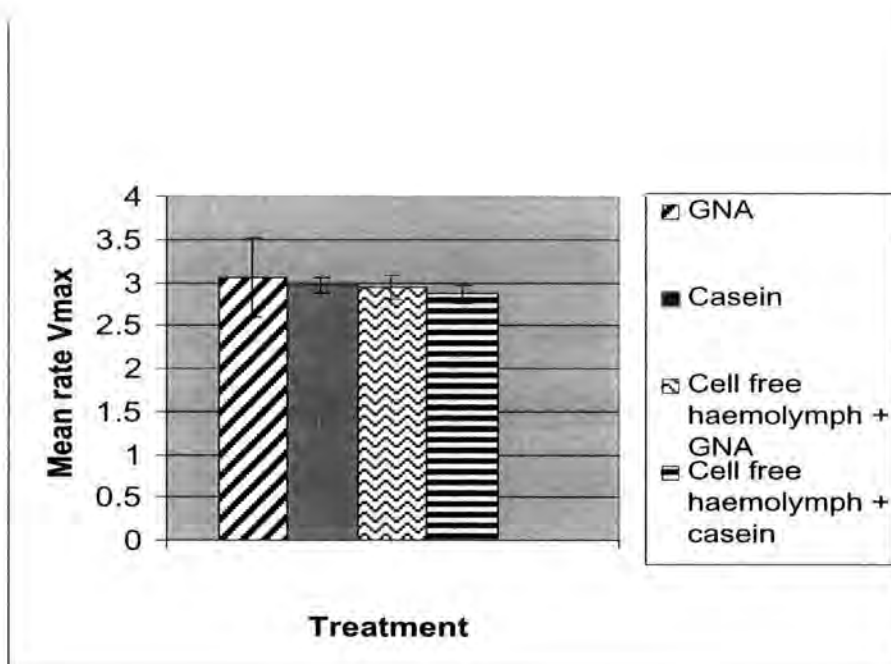 4
3.5
3
2.5
2
1.5
1
0.5
0
Mean rate Vmax
Treatment
GNA
Casein
Cell free
haemolymph +
GNA
Cell free
haemolymph +
casein